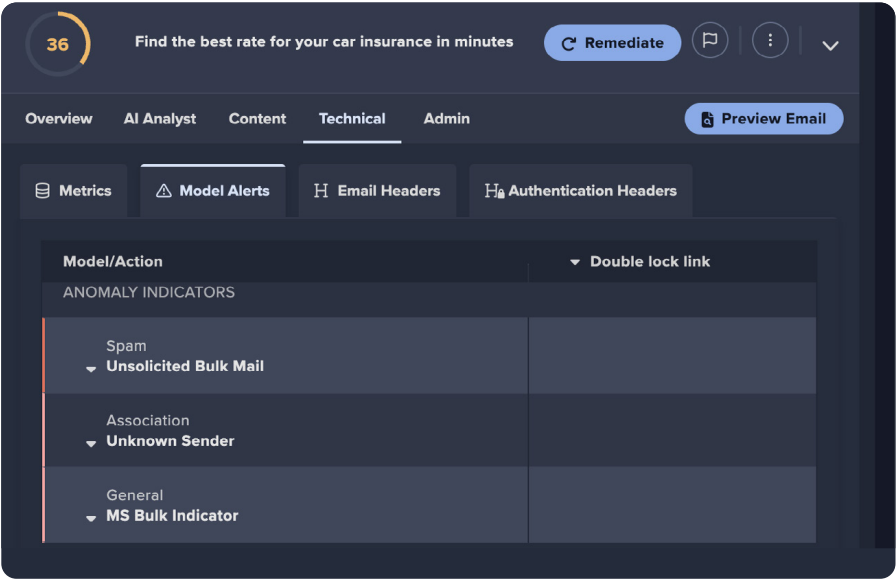 36
Find the best rate for your car insurance in minutes
Remediate
Overview
AI Analyst
Content
Technical
Admin
Preview Email
Metrics
Model Alerts
Email Headers
Authentication Headers
Model/Action
Double lock link
ANOMALY INDICATORS
Spam
Unsolicited Bulk Mail
Association
Unknown Sender
General
MS Bulk Indicator